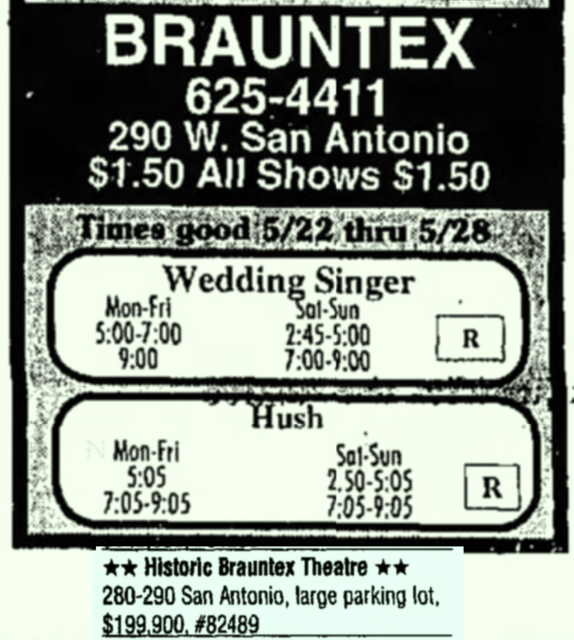 BRAUNTEX
625-4411
290 W. San Antonio
$1.50 All Shows $1.50
Times good 5/22 thru 5/28
Wedding Singer
Mon-Fri Sat-Sun
5:00-7:00 2:45-5:00 R
9:00 7:00-9:00
Hush
Mon-Fri Sat-Sun
5:05 2.50-5:05 R
7:05-9:05 7:05-9:05
★★ Historic Brauntex Theatre ★★
280-290 San Antonio, large parking lot,
$199,900, #82489